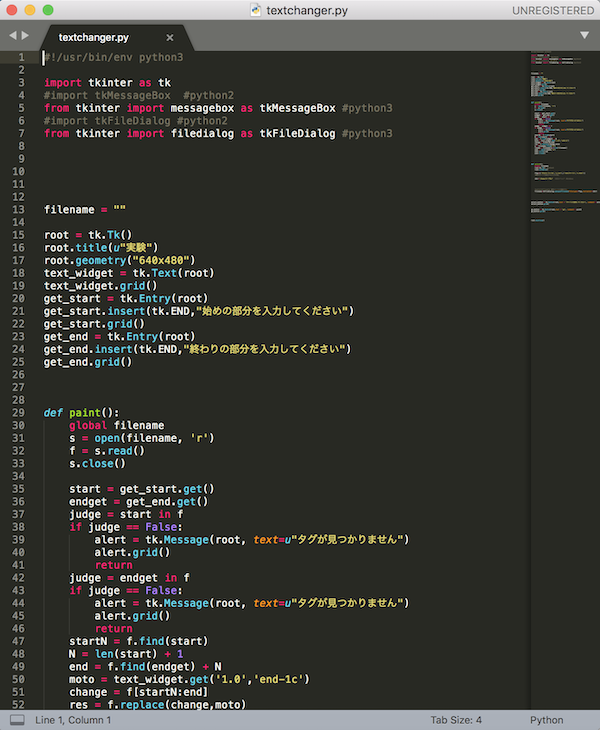 textchanger.py
UNREGISTERED
textchanger.py ×
1 #!/usr/bin/env python3
2
3 import tkinter as tk
4 #import tkMessageBox  #python2
5 from tkinter import messagebox as tkMessageBox #python3
6 #import tkFileDialog #python2
7 from tkinter import filedialog as tkFileDialog #python3
8
9
10
11
12
13 filename = ""
14
15 root = tk.Tk()
16 root.title(u"実験")
17 root.geometry("640x480")
18 text_widget = tk.Text(root)
19 text_widget.grid()
20 get_start = tk.Entry(root)
21 get_start.insert(tk.END,"始めの部分を入力してください")
22 get_start.grid()
23 get_end = tk.Entry(root)
24 get_end.insert(tk.END,"終わりの部分を入力してください")
25 get_end.grid()
26
27
28
29 def paint():
30     global filename
31     s = open(filename, 'r')
32     f = s.read()
33     s.close()
34
35     start = get_start.get()
36     endget = get_end.get()
37     judge = start in f
38     if judge == False:
39         alert = tk.Message(root, text=u"タグが見つかりません")
40         alert.grid()
41         return
42     judge = endget in f
43     if judge == False:
44         alert = tk.Message(root, text=u"タグが見つかりません")
45         alert.grid()
46         return
47     startN = f.find(start)
48     N = len(start) + 1
49     end = f.find(endget) + N
50     moto = text_widget.get('1.0','end-1c')
51     change = f[startN:end]
52     res = f.replace(change,moto)
Line 1, Column 1
Tab Size: 4
Python